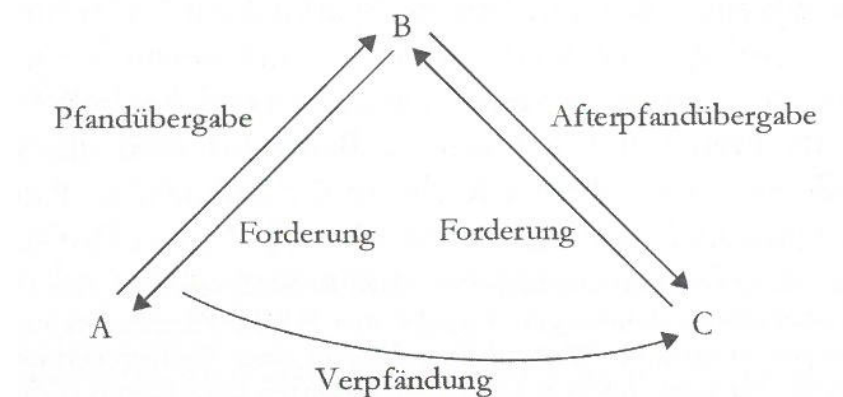 B
Pfandübergabe
Afterpfandübergabe
Forderung
Forderung
A
C
Verpfändung